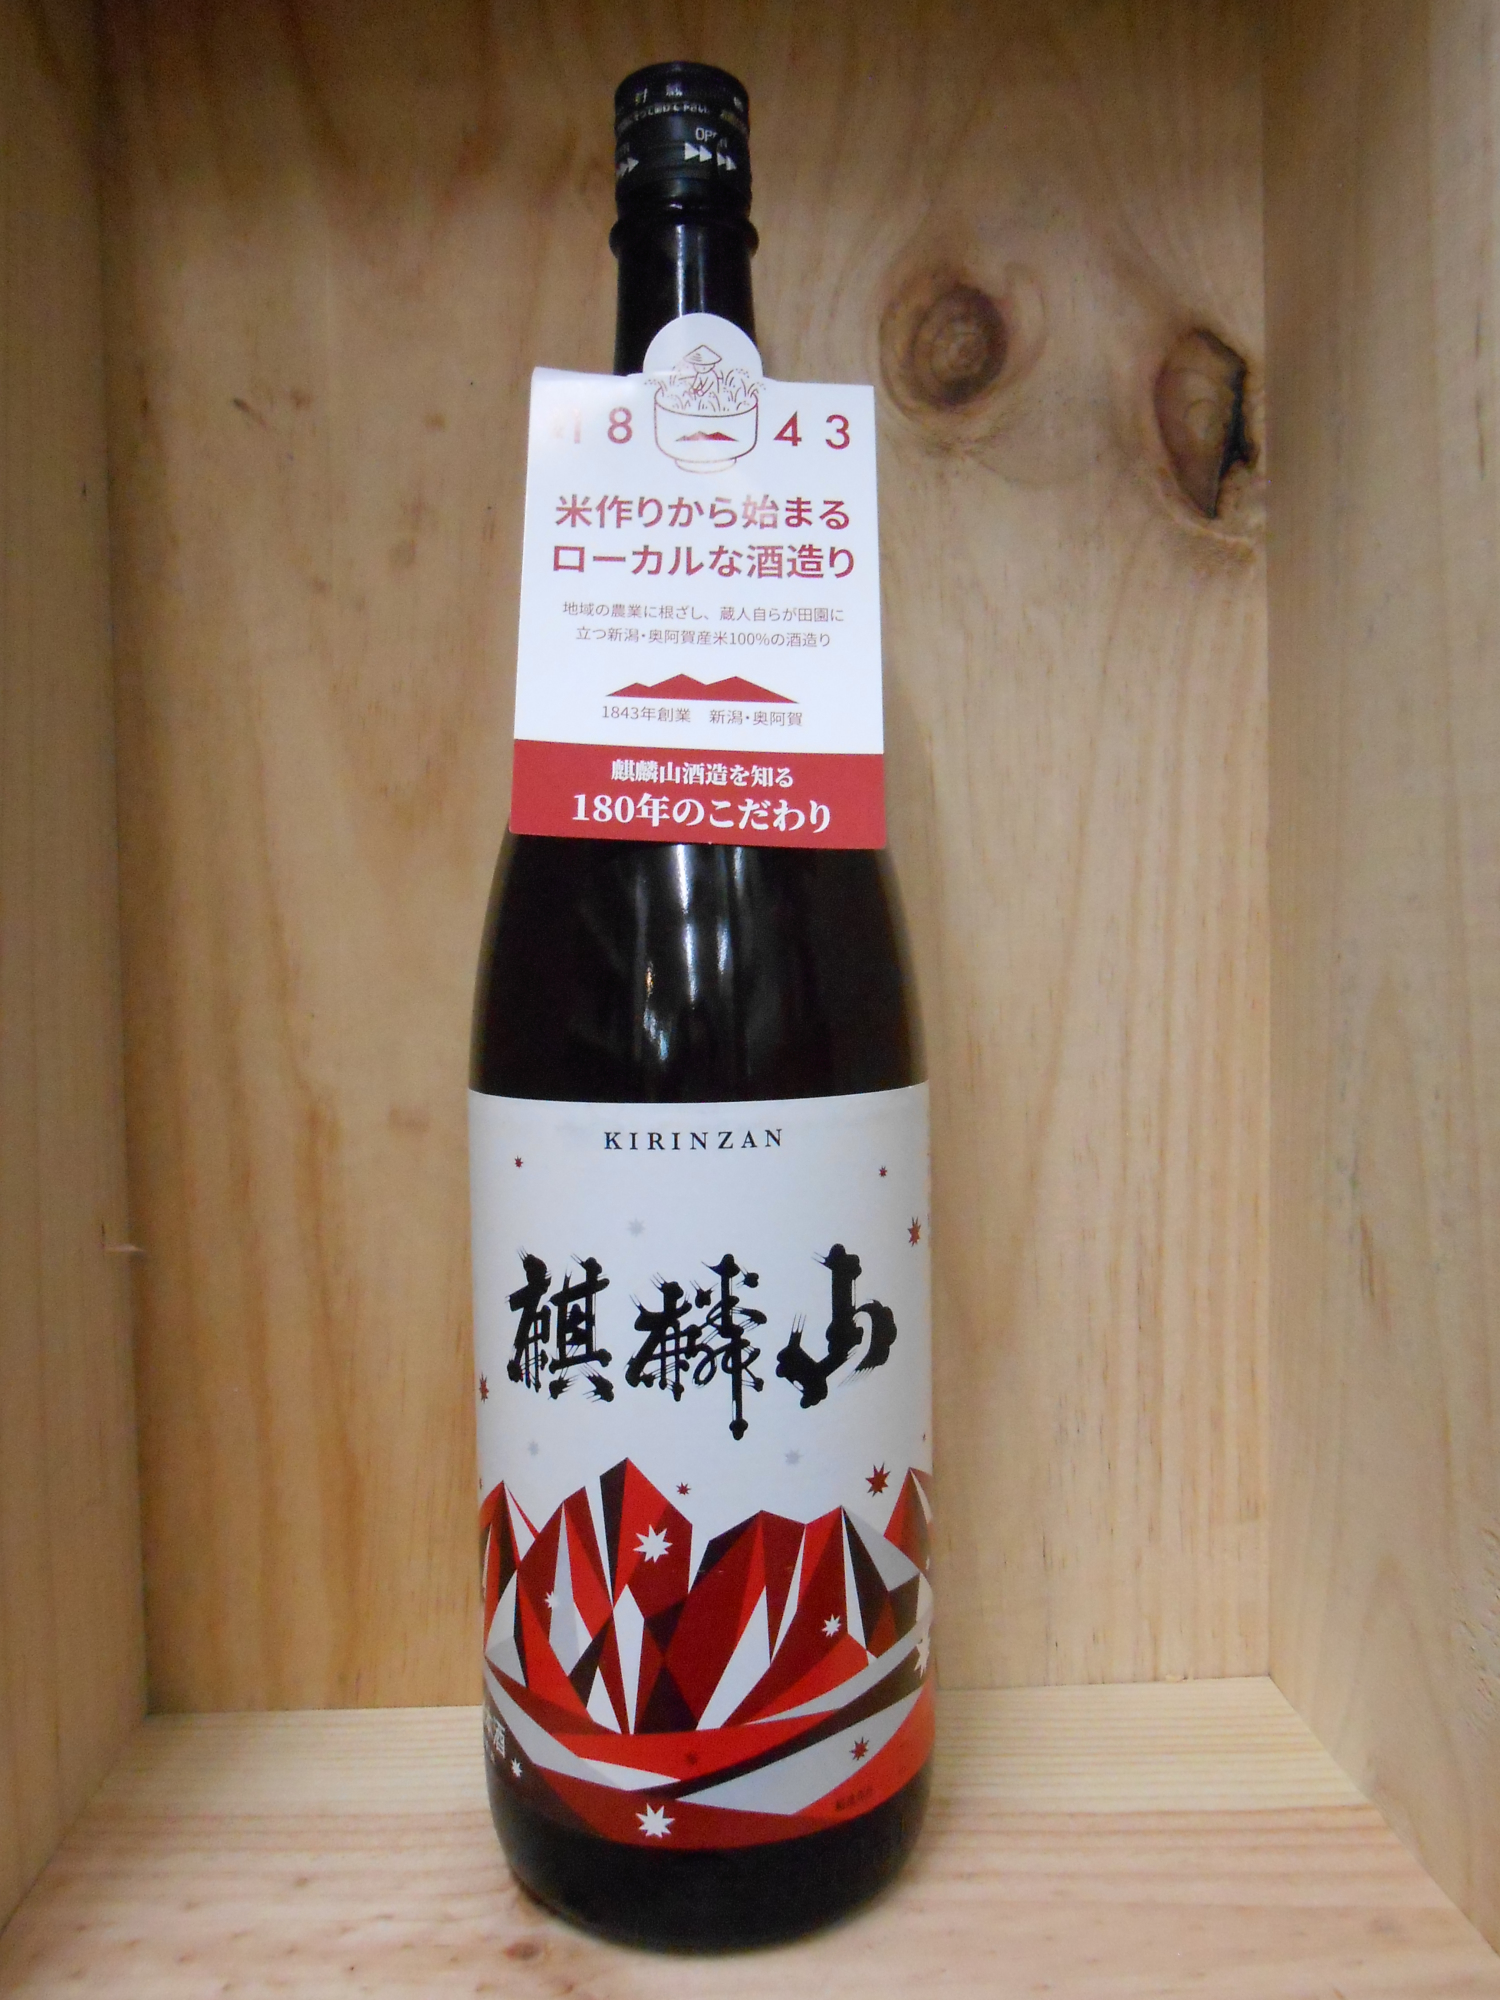 OPEN
1843
米作りから始まる
ローカルな酒造り
地域の農業に根ざし、蔵人自らが田園に
立つ新潟・奥阿賀産米100%の酒造り
1843年創業 新潟・奥阿賀
麒麟山酒造を知る
180年のこだわり
KIRINZAN
麒麟山
酒